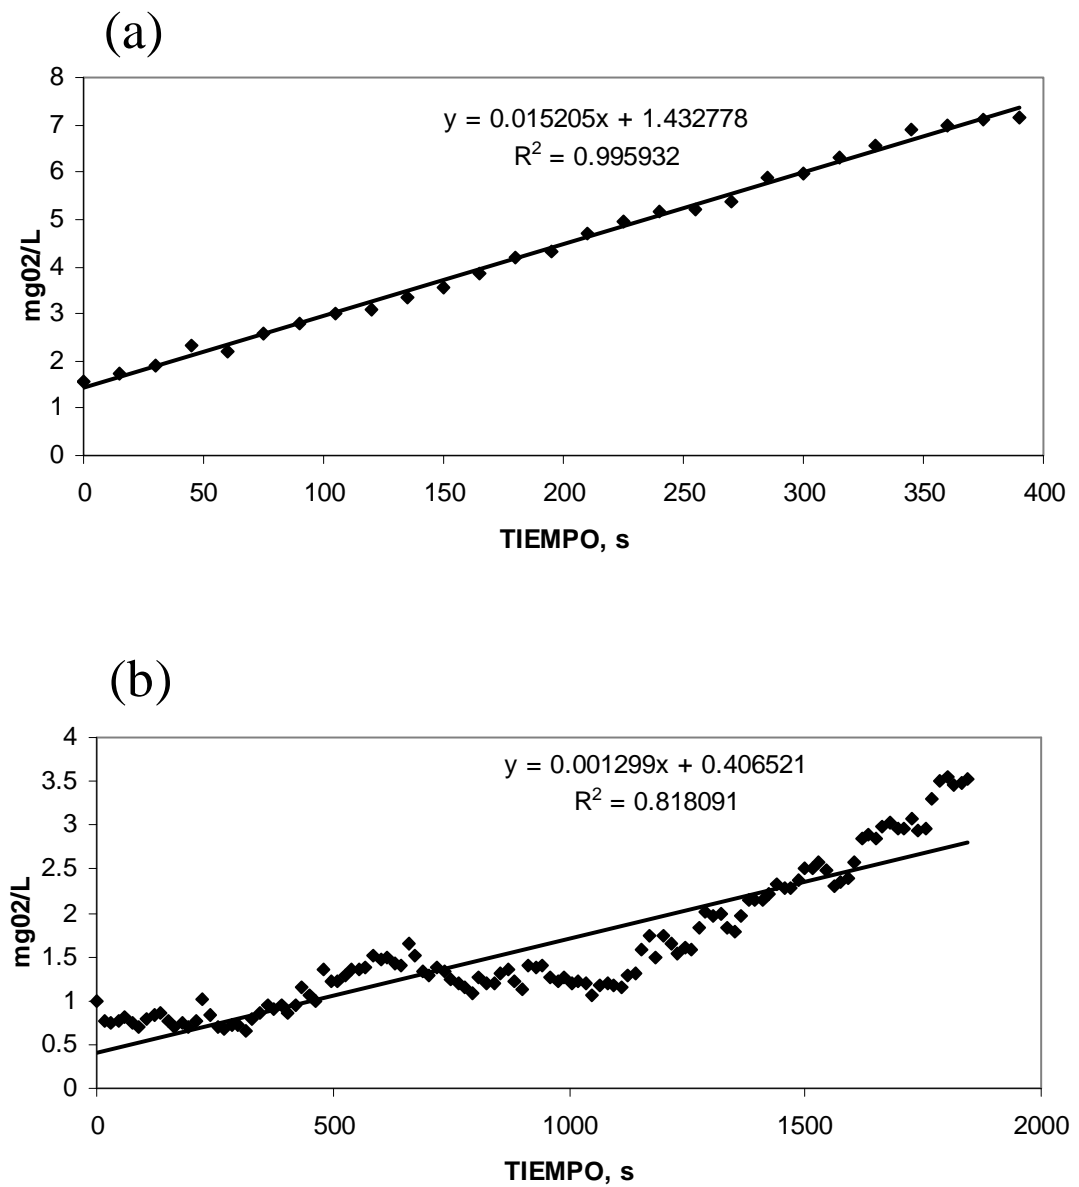 (a)
8
7
6
5
4
3
2
1
0
mg02/L
y = 0.015205x + 1.432778
R² = 0.995932
0 50 100 150 200 250 300 350 400
TIEMPO, s
(b)
4
3.5
3
2.5
2
1.5
1
0.5
0
mg02/L
y = 0.001299x + 0.406521
R² = 0.818091
0 500 1000 1500 2000
TIEMPO, s